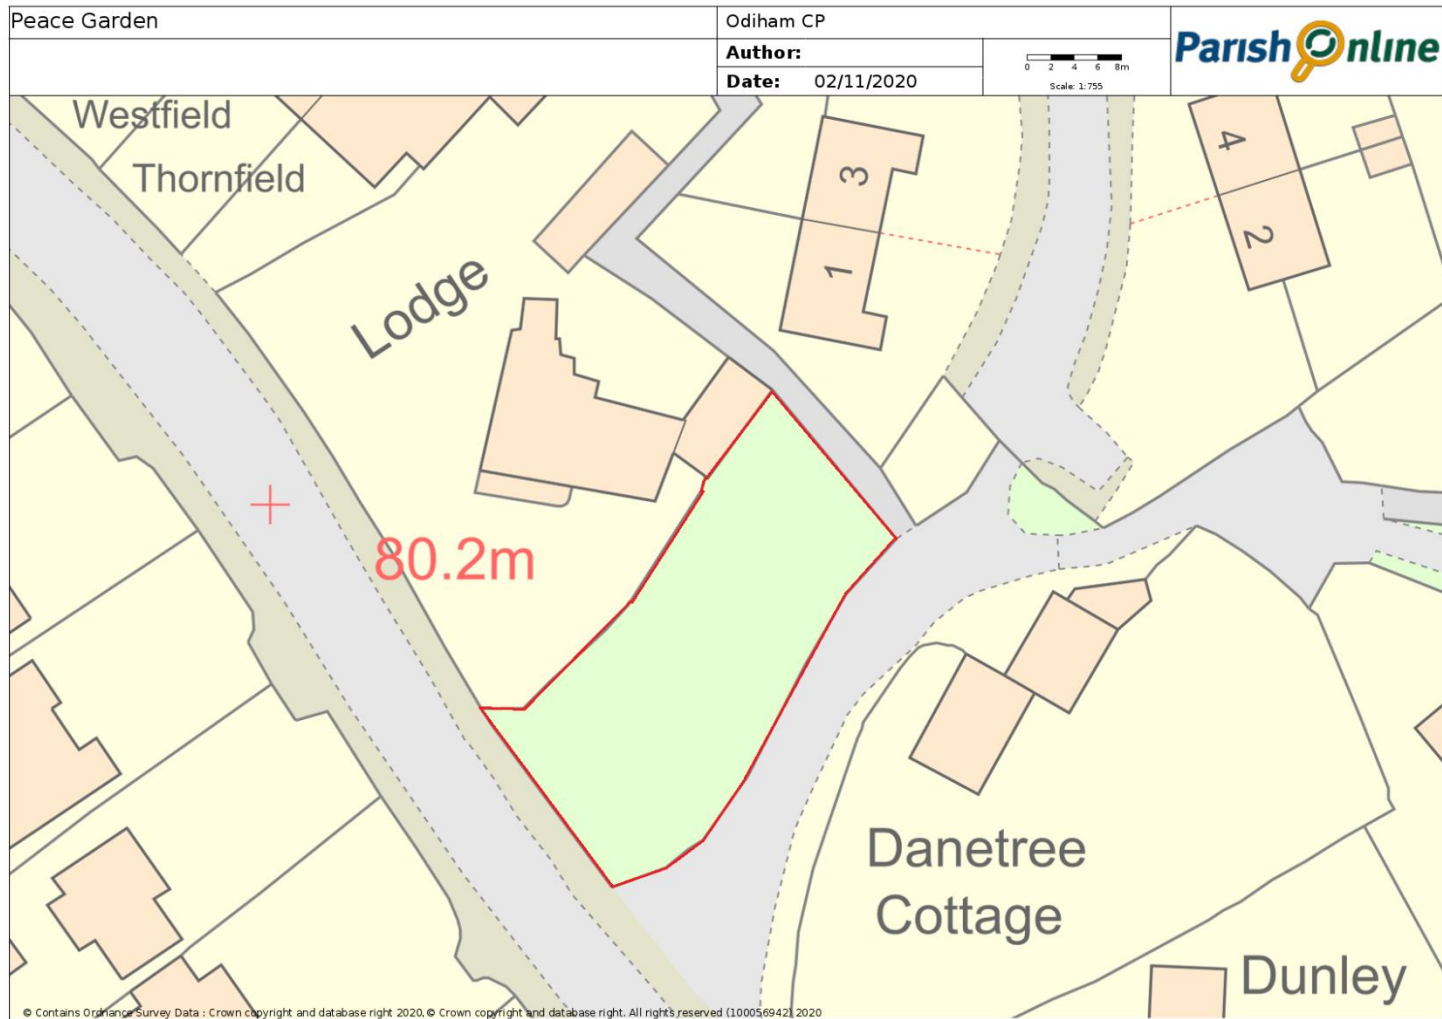 Peace Garden
Odiham CP
Author:
Date: 02/11/2020
0 2 4 6 8m
Scale: 1:755
Parish Online
Westfield
Thornfield
Lodge
3
1
4
2
80.2m
Danetree
Cottage
Dunley
© Contains Ordnance Survey Data : Crown copyright and database right 2020,© Crown copyright and database right. All rights reserved (100056942) 2020